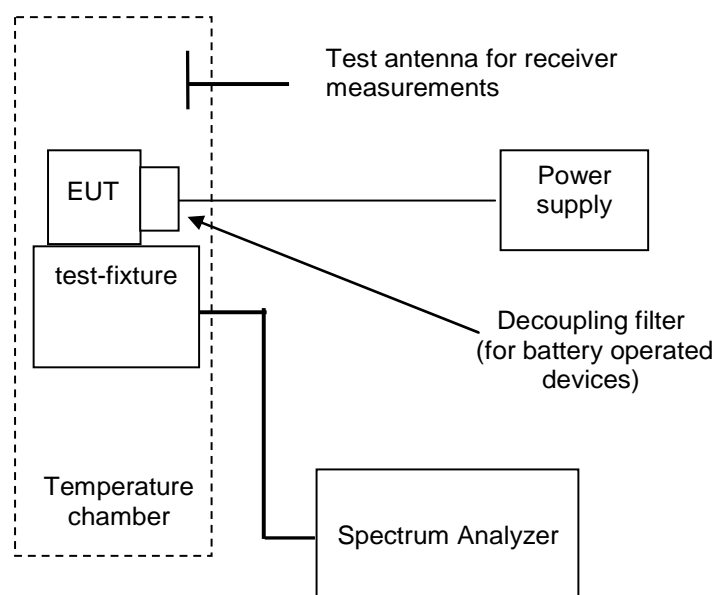 Test antenna for receiver
measurements
EUT
Power
supply
test-fixture
Decoupling filter
(for battery operated
devices)
Temperature
chamber
Spectrum Analyzer